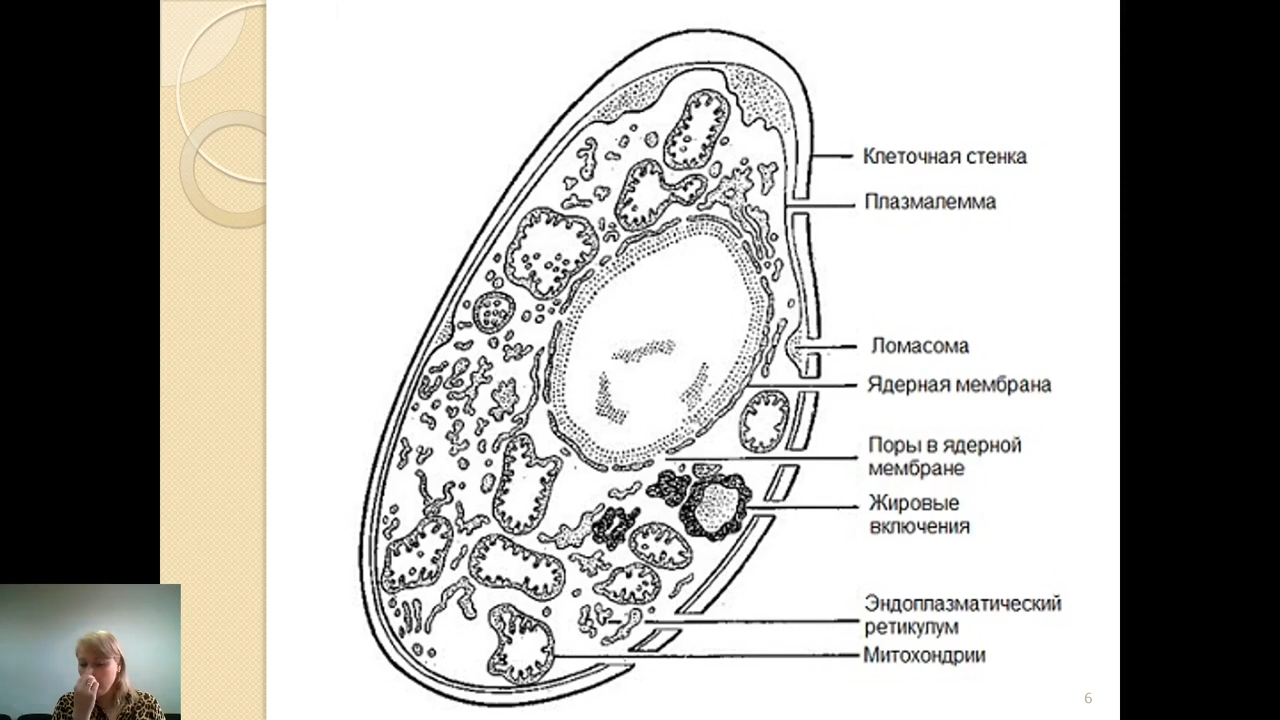 Клеточная стенка
Плазмалемма
Ломасома
Ядерная мембрана
Поры в ядерной
мембране
Жировые
включения
Эндоплазматический
ретикулум
Митохондрии
6